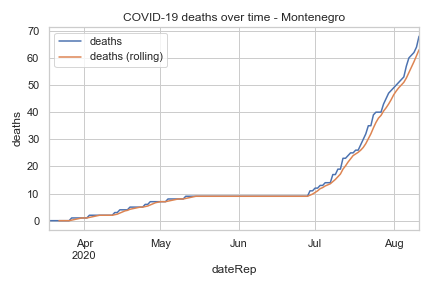 COVID-19 deaths over time - Montenegro
deaths
deaths (rolling)
70
60
50
40
30
20
10
0
deaths
Apr May Jun Jul Aug
2020
dateRep